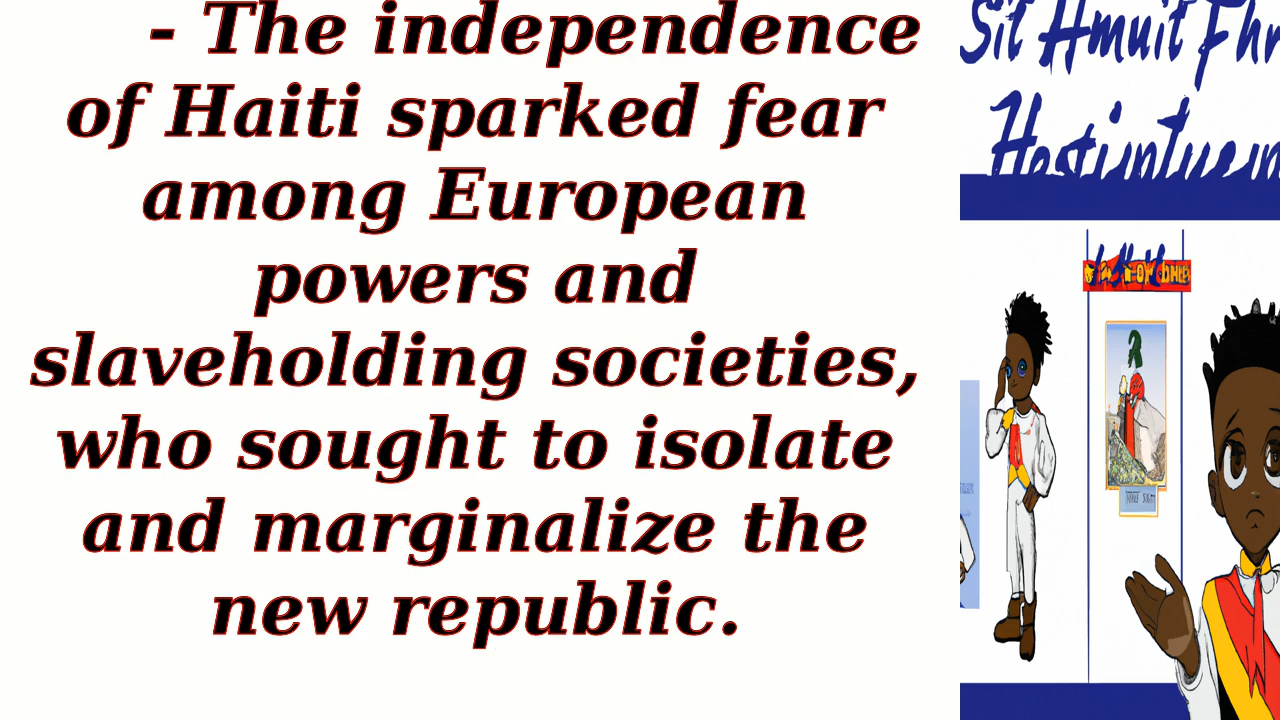 - The independence
of Haiti sparked fear
among European
powers and
slaveholding societies,
who sought to isolate
and marginalize the
new republic.